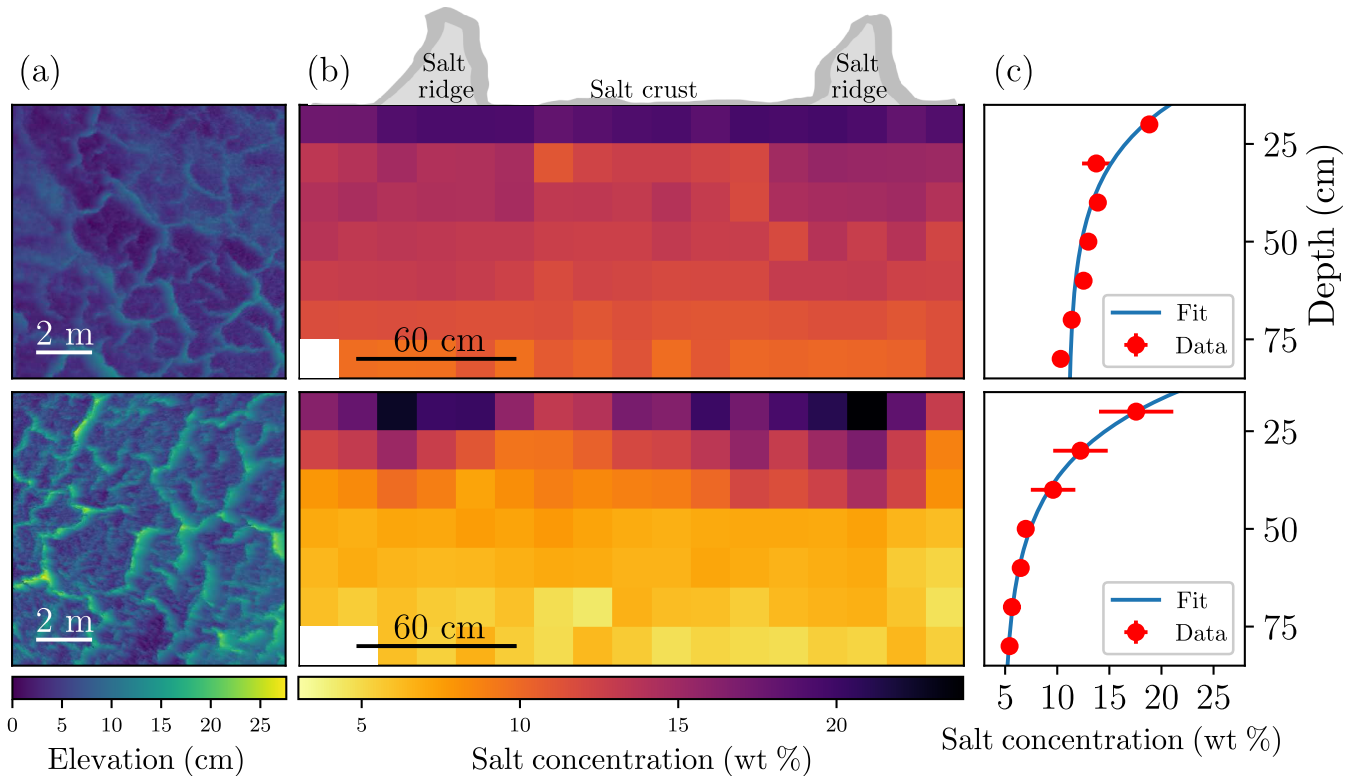 (a)
(b)
(c)
Salt
ridge
Salt crust
Salt
ridge
2 m
60 cm
Fit
Data
25
50
75
Depth (cm)
2 m
60 cm
Fit
Data
25
50
75
0 5 10 15 20 25
Elevation (cm)
5 10 15 20
Salt concentration (wt %)
5 10 15 20 25
Salt concentration (wt %)